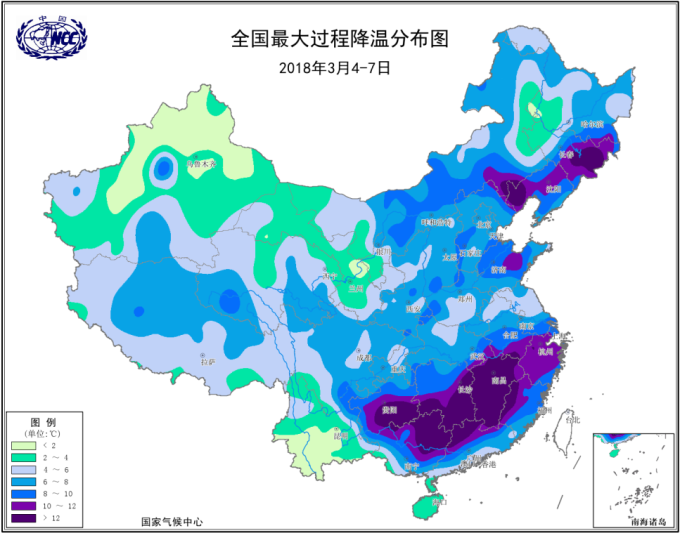 中国
NCC
全国最大过程降温分布图
2018年3月4-7日
哈尔滨
长春
乌鲁木齐
沈阳
呼和浩特
北京
天津
银川
太原
石家庄
济南
西宁
兰州
西安
郑州
南京
合肥
上海
拉萨
成都
武汉
杭州
重庆
南昌
长沙
贵阳
福州
昆明
台北
南宁
香港
海口
图 例
(单位:℃)
< 2
2 ~ 4
4 ~ 6
6 ~ 8
8 ~ 10
10 ~ 12
> 12
国家气候中心
南海诸岛